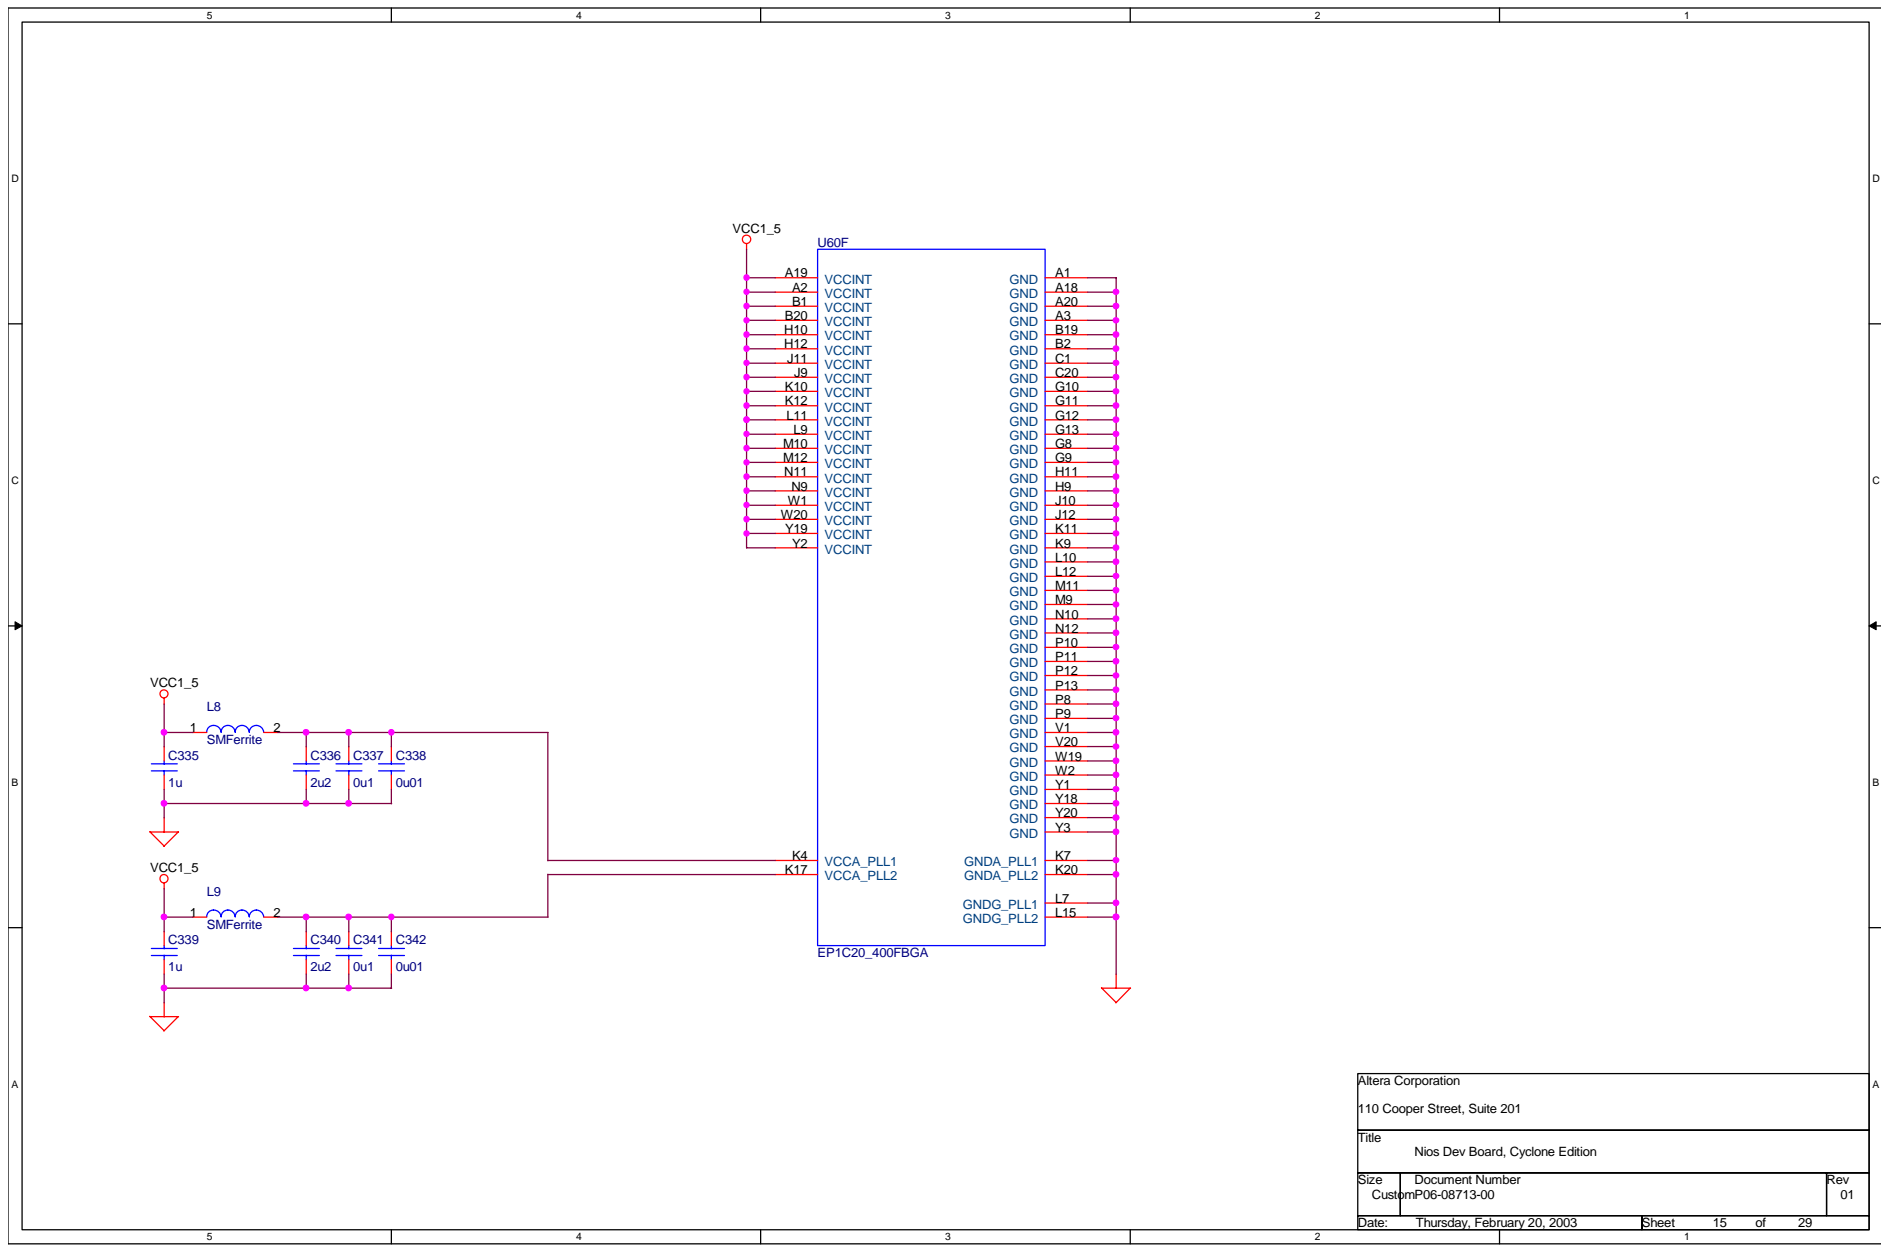 5 4 3 2 1
D D
C C
B B
A A
VCC1_5
U60F
A19 VCCINT GND A1
A2 VCCINT GND A18
B1 VCCINT GND A20
B20 VCCINT GND A3
H10 VCCINT GND B19
H12 VCCINT GND B2
J11 VCCINT GND C1
J9 VCCINT GND C20
K10 VCCINT GND G10
K12 VCCINT GND G11
L11 VCCINT GND G12
L9 VCCINT GND G13
M10 VCCINT GND G8
M12 VCCINT GND G9
N11 VCCINT GND H11
N9 VCCINT GND H9
W1 VCCINT GND J10
W20 VCCINT GND J12
Y19 VCCINT GND K11
Y2 VCCINT GND K9
GND L10
GND L12
GND M11
GND M9
GND N10
GND N12
GND P10
GND P11
GND P12
GND P13
GND P8
GND P9
GND V1
GND V20
GND W19
GND W2
GND Y1
GND Y18
GND Y20
GND Y3
K4 VCCA_PLL1 GNDA_PLL1 K7
K17 VCCA_PLL2 GNDA_PLL2 K20
GNDG_PLL1 L7
GNDG_PLL2 L15
EP1C20_400FBGA
VCC1_5
L8
1 2
SMFerrite
C335 C336 C337 C338
1u 2u2 0u1 0u01
VCC1_5
L9
1 2
SMFerrite
C339 C340 C341 C342
1u 2u2 0u1 0u01
Altera Corporation
110 Cooper Street, Suite 201
Title
Nios Dev Board, Cyclone Edition
Size Document Number Rev
Custom P06-08713-00 01
Date: Thursday, February 20, 2003 Sheet 15 of 29
5 4 3 2 1